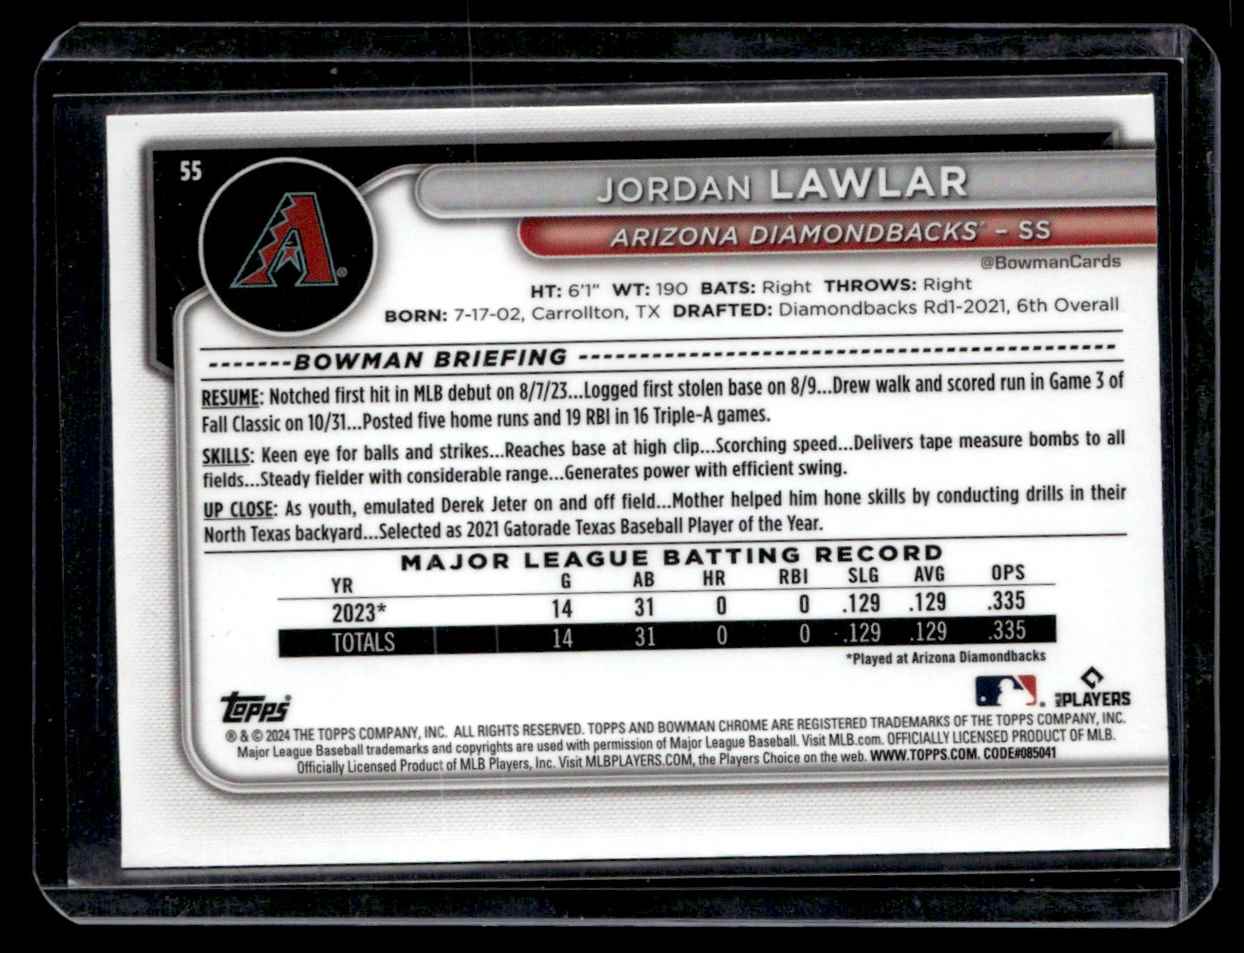 55
JORDAN LAWLAR
ARIZONA DIAMONDBACKS™ – SS
@BowmanCards
HT: 6'1" WT: 190 BATS: Right THROWS: Right
BORN: 7-17-02, Carrollton, TX DRAFTED: Diamondbacks Rd1-2021, 6th Overall
BOWMAN BRIEFING
RESUME: Notched first hit in MLB debut on 8/7/23...Logged first stolen base on 8/9...Drew walk and scored run in Game 3 of
Fall Classic on 10/31...Posted five home runs and 19 RBI in 16 Triple-A games.
SKILLS: Keen eye for balls and strikes...Reaches base at high clip...Scorching speed...Delivers tape measure bombs to all
fields...Steady fielder with considerable range...Generates power with efficient swing.
UP CLOSE: As youth, emulated Derek Jeter on and off field...Mother helped him hone skills by conducting drills in their
North Texas backyard...Selected as 2021 Gatorade Texas Baseball Player of the Year.
MAJOR LEAGUE BATTING RECORD
YR G AB HR RBI SLG AVG OPS
2023* 14 31 0 0 .129 .129 .335
TOTALS 14 31 0 0 .129 .129 .335
*Played at Arizona Diamondbacks
Topps
MLB PLAYERS
® & © 2024 THE TOPPS COMPANY, INC. ALL RIGHTS RESERVED. TOPPS AND BOWMAN CHROME ARE REGISTERED TRADEMARKS OF THE TOPPS COMPANY, INC.
Major League Baseball trademarks and copyrights are used with permission of Major League Baseball. Visit MLB.com. OFFICIALLY LICENSED PRODUCT OF MLB.
Officially Licensed Product of MLB Players, Inc. Visit MLBPLAYERS.COM, the Players Choice on the web. WWW.TOPPS.COM. CODE#085041